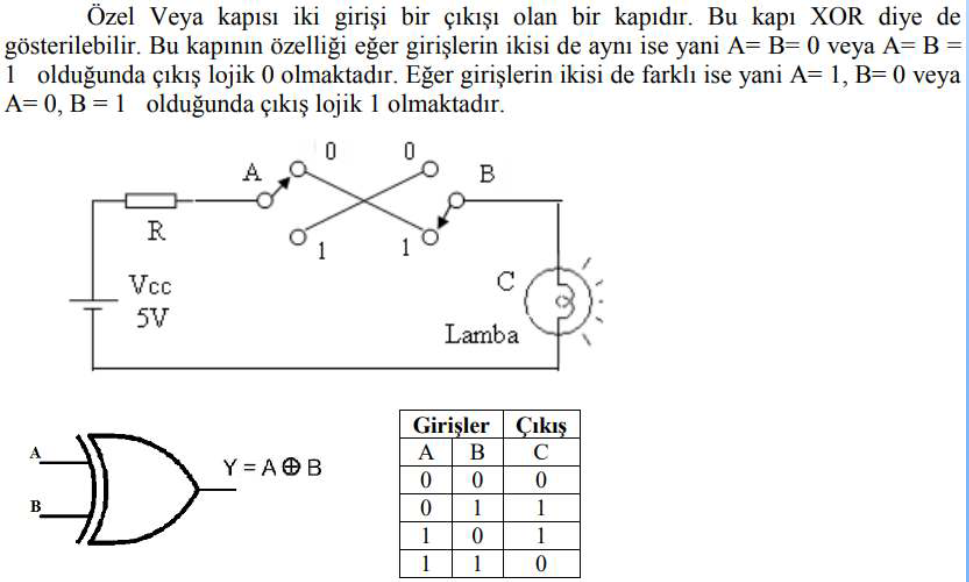 Özel Veya kapısı iki girişi bir çıkışı olan bir kapıdır. Bu kapı XOR diye de
gösterilebilir. Bu kapının özelliği eğer girişlerin ikisi de aynı ise yani A= B= 0 veya A= B =
1 olduğunda çıkış lojik 0 olmaktadır. Eğer girişlerin ikisi de farklı ise yani A= 1, B= 0 veya
A= 0, B = 1 olduğunda çıkış lojik 1 olmaktadır.
0 0
A B
R 1 1
Vcc C
5V
Lamba
A
B
Y = A ⊕ B
Girişler Çıkış
A B C
0 0 0
0 1 1
1 0 1
1 1 0